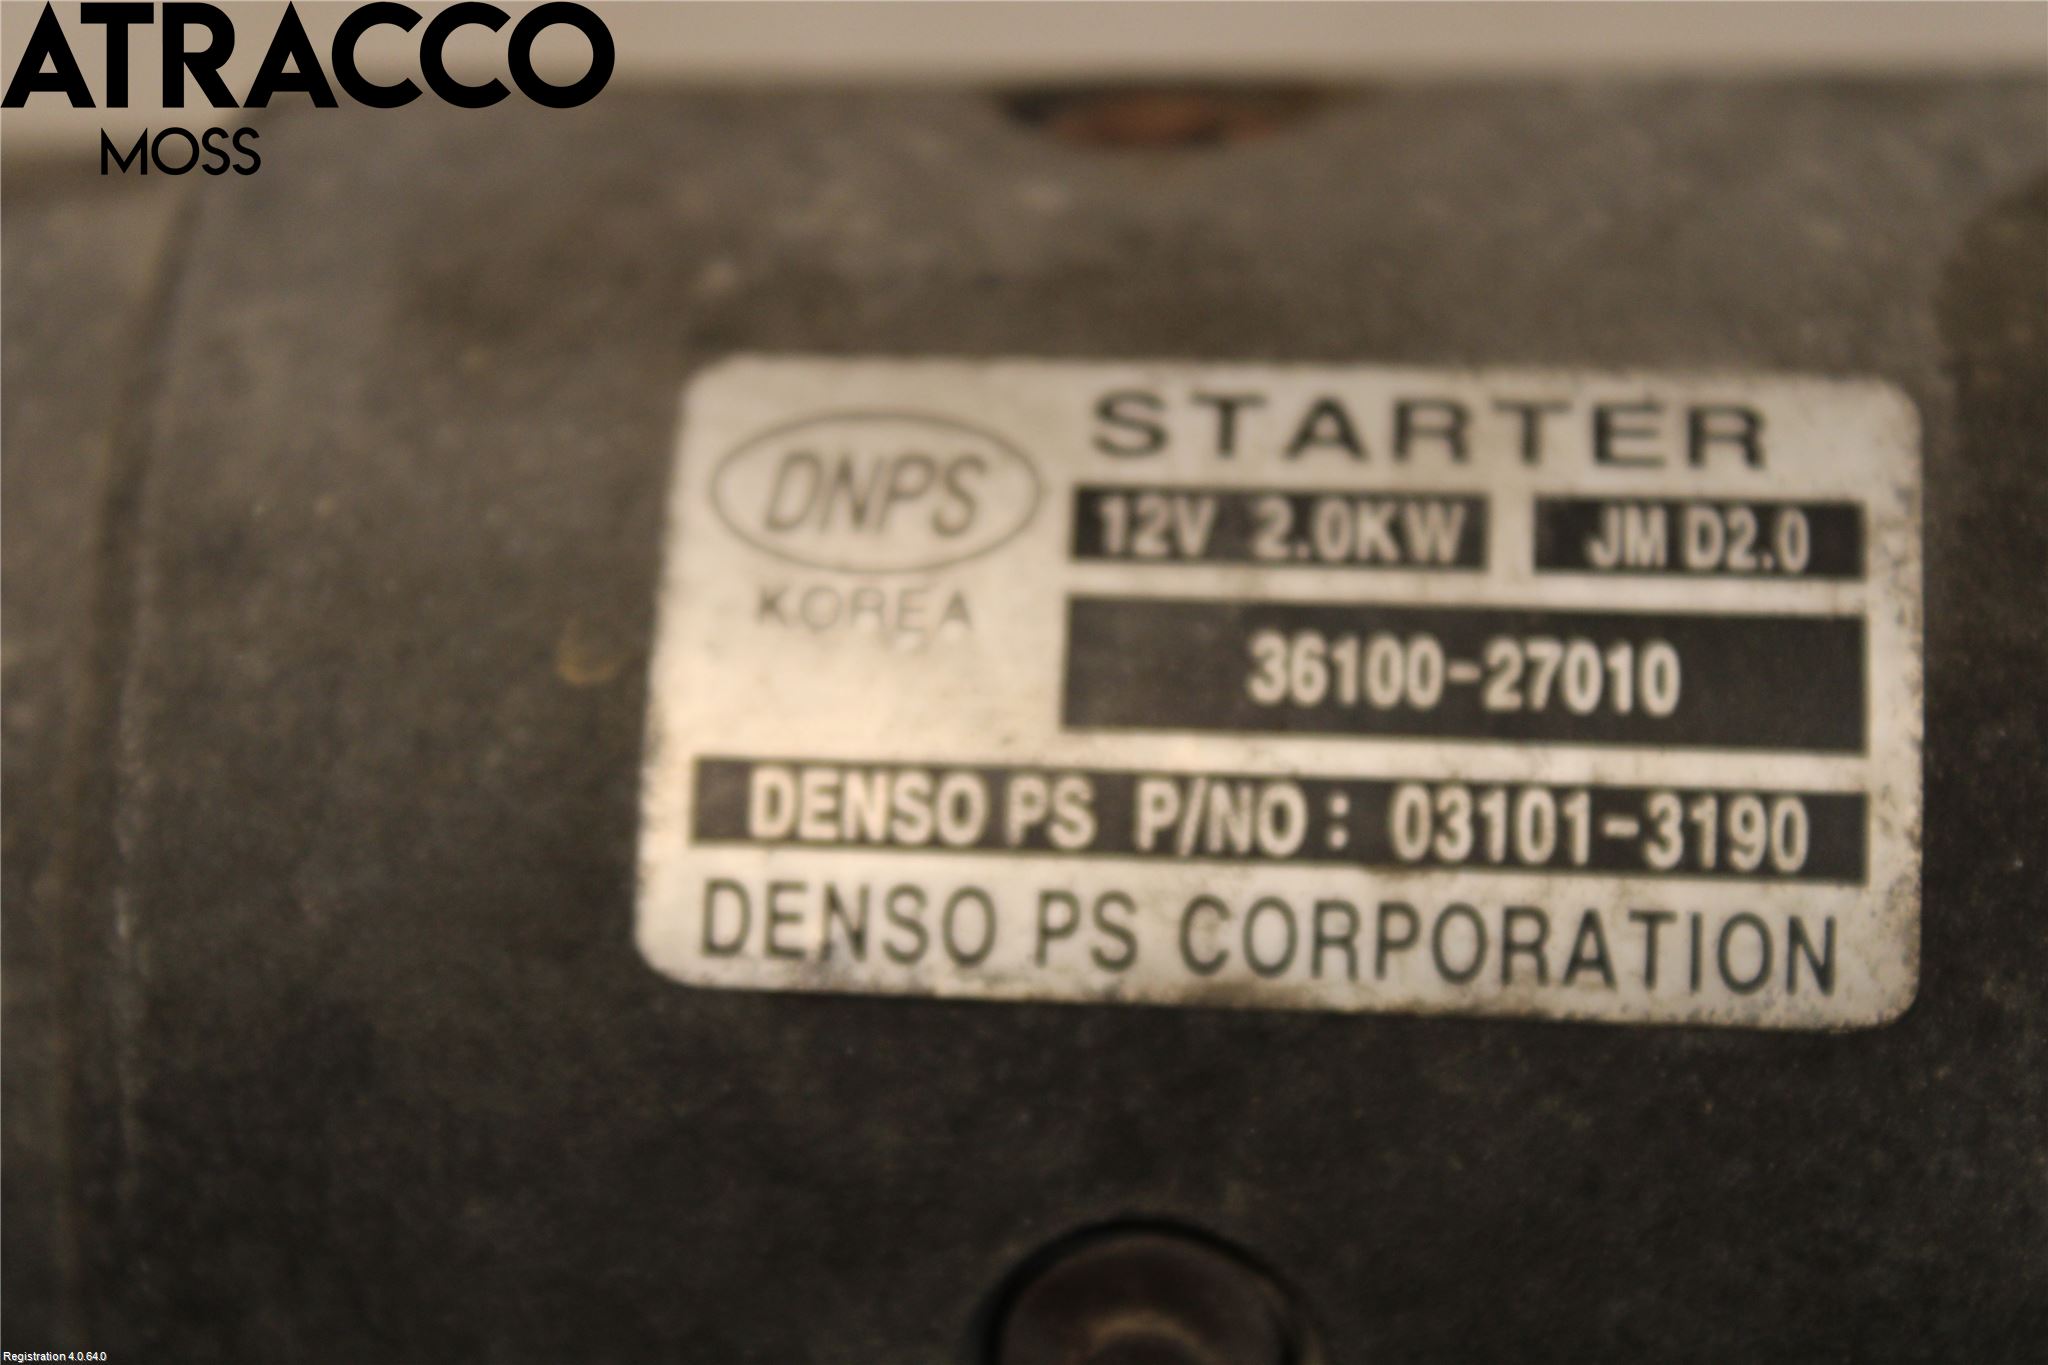 ATRACCO
MOSS
STARTER
DNPS
KOREA
12V 2.0KW
JM D2.0
36100-27010
DENSO PS P/NO : 03101-3190
DENSO PS CORPORATION
Registration 4.0.64.0